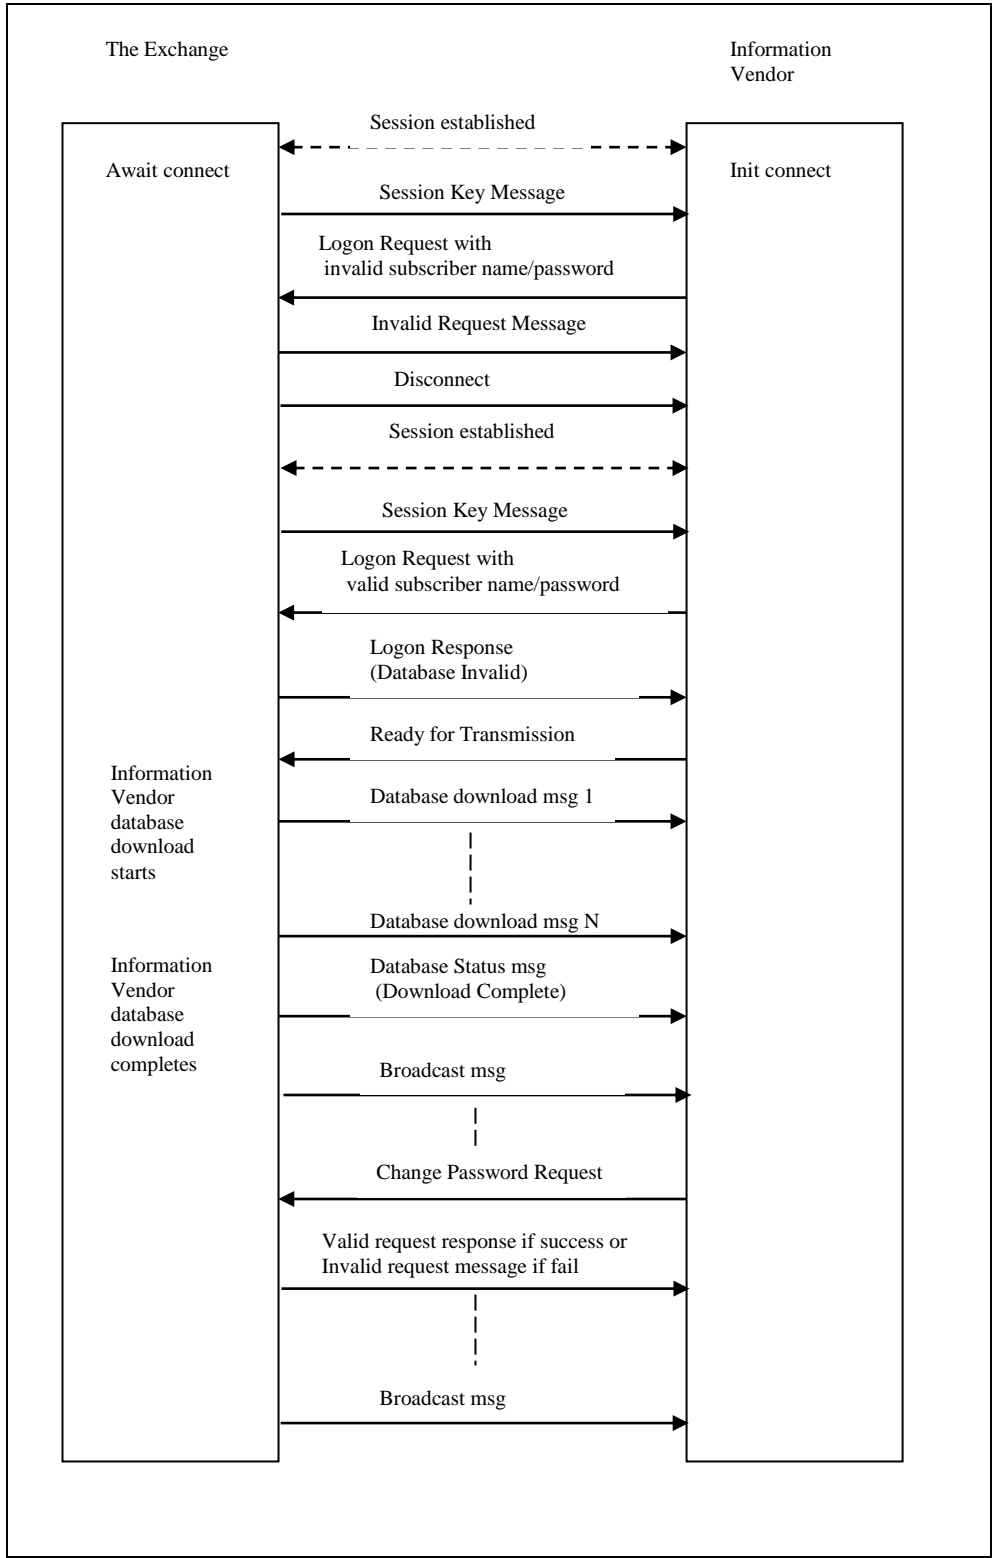 The Exchange
Information
Vendor
Session established
Await connect
Init connect
Session Key Message
Logon Request with
invalid subscriber name/password
Invalid Request Message
Disconnect
Session established
Session Key Message
Logon Request with
valid subscriber name/password
Logon Response
(Database Invalid)
Ready for Transmission
Information
Vendor
database
download
starts
Database download msg 1
Database download msg N
Information
Vendor
database
download
completes
Database Status msg
(Download Complete)
Broadcast msg
Change Password Request
Valid request response if success or
Invalid request message if fail
Broadcast msg